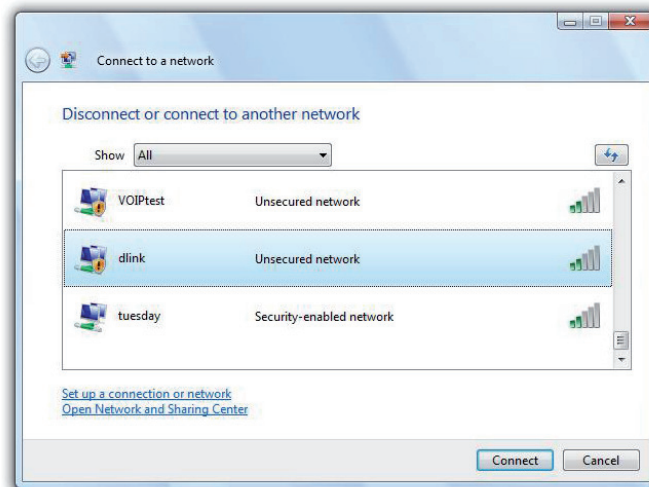 Connect to a network
Disconnect or connect to another network
Show All
VOIPtest Unsecured network
dlink Unsecured network
tuesday Security-enabled network
Set up a connection or network
Open Network and Sharing Center
Connect Cancel